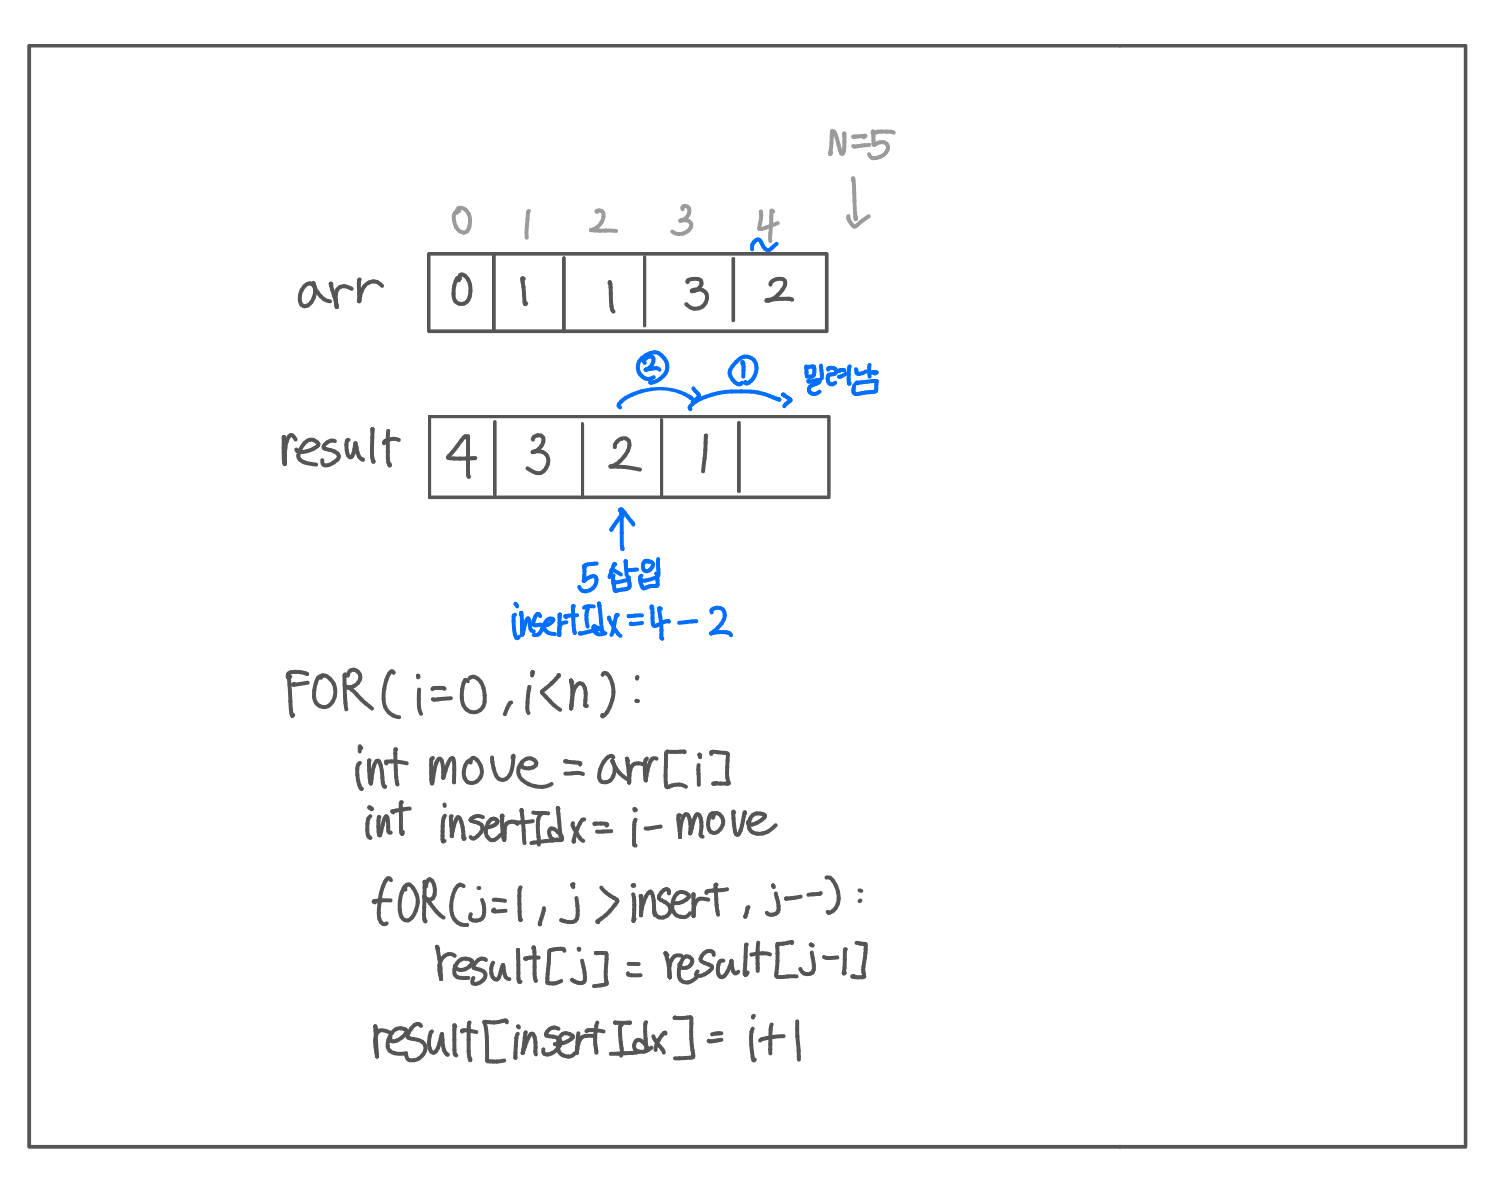 N=5
0 1 2 3 4
arr 0 1 1 3 2
② ① 밀려남
result 4 3 2 1
5 삽입
insertIdx=4-2
FOR(i=0,i<n):
int move=arr[i]
int insertIdx=i-move
fOR(j=1, j>insert, j--):
result[j]=result[j-1]
result[insertIdx]=i+1